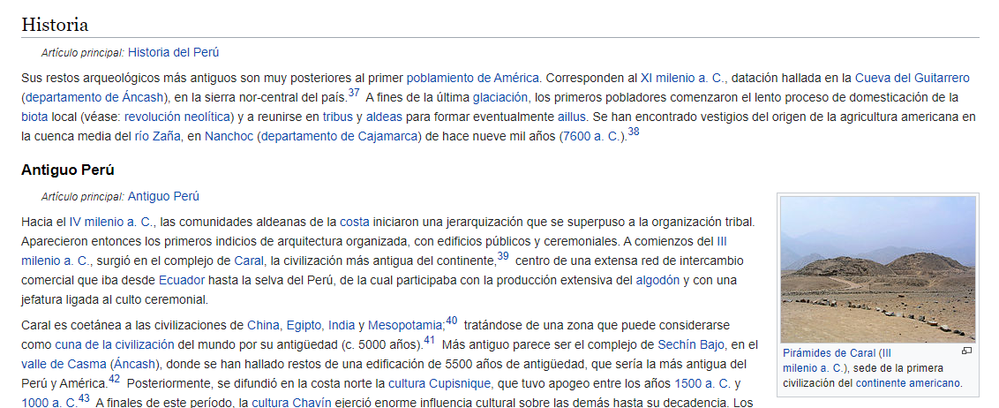 Historia
Artículo principal: Historia del Perú
Sus restos arqueológicos más antiguos son muy posteriores al primer poblamiento de América. Corresponden al XI milenio a. C., datación hallada en la Cueva del Guitarrero
(departamento de Áncash), en la sierra nor-central del país.37 A fines de la última glaciación, los primeros pobladores comenzaron el lento proceso de domesticación de la
biota local (véase: revolución neolítica) y a reunirse en tribus y aldeas para formar eventualmente aillus. Se han encontrado vestigios del origen de la agricultura americana en
la cuenca media del río Zaña, en Nanchoc (departamento de Cajamarca) de hace nueve mil años (7600 a. C.).38
Antiguo Perú
Artículo principal: Antiguo Perú
Hacia el IV milenio a. C., las comunidades aldeanas de la costa iniciaron una jerarquización que se superpuso a la organización tribal.
Aparecieron entonces los primeros indicios de arquitectura organizada, con edificios públicos y ceremoniales. A comienzos del III
milenio a. C., surgió en el complejo de Caral, la civilización más antigua del continente,39 centro de una extensa red de intercambio
comercial que iba desde Ecuador hasta la selva del Perú, de la cual participaba con la producción extensiva del algodón y con una
jefatura ligada al culto ceremonial.
Caral es coetánea a las civilizaciones de China, Egipto, India y Mesopotamia;40 tratándose de una zona que puede considerarse
como cuna de la civilización del mundo por su antigüedad (c. 5000 años).41 Más antiguo parece ser el complejo de Sechín Bajo, en el
valle de Casma (Áncash), donde se han hallado restos de una edificación de 5500 años de antigüedad, que sería la más antigua del
Perú y América.42 Posteriormente, se difundió en la costa norte la cultura Cupisnique, que tuvo apogeo entre los años 1500 a. C. y
1000 a. C.43 A finales de este período, la cultura Chavín ejerció enorme influencia cultural sobre las demás hasta su decadencia. Los
Pirámides de Caral (III
milenio a. C.), sede de la primera
civilización del continente americano.